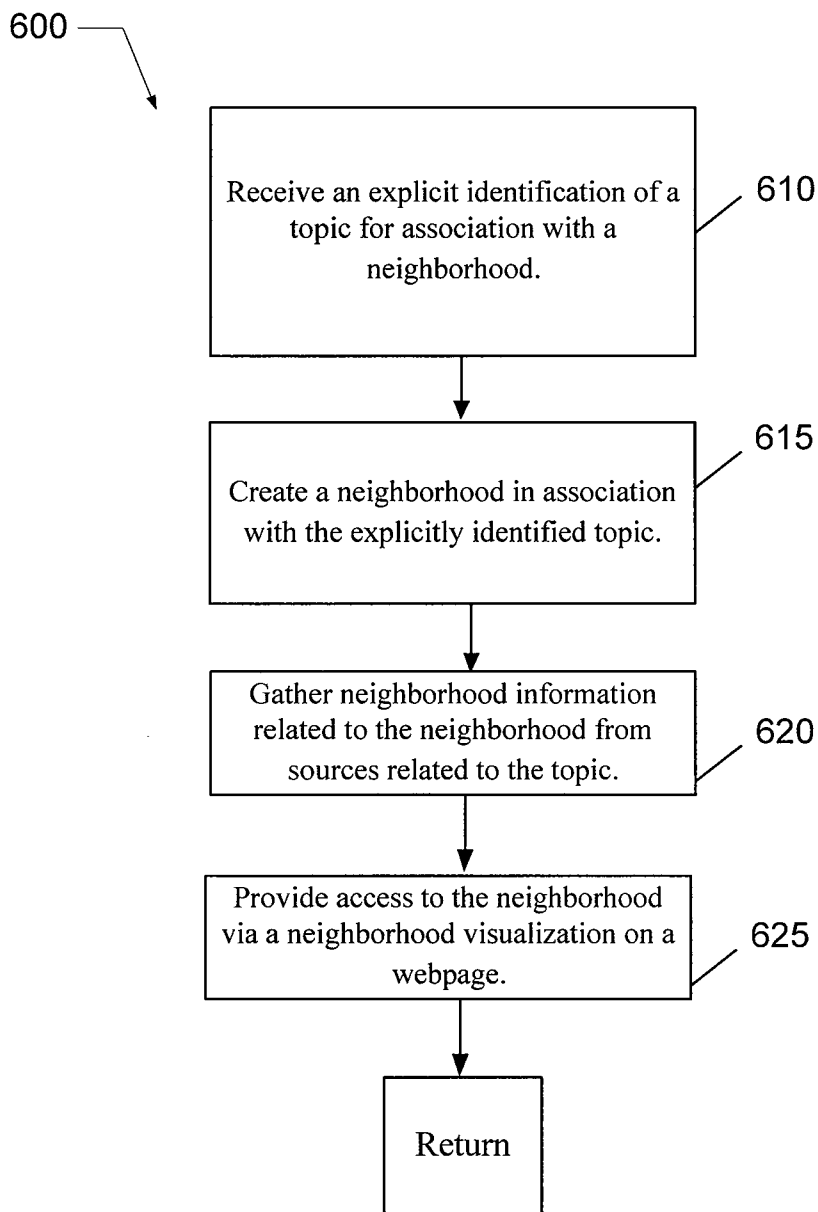 600
Receive an explicit identification of a
topic for association with a
neighborhood.
610
Create a neighborhood in association
with the explicitly identified topic.
615
Gather neighborhood information
related to the neighborhood from
sources related to the topic.
620
Provide access to the neighborhood
via a neighborhood visualization on a
webpage.
625
Return